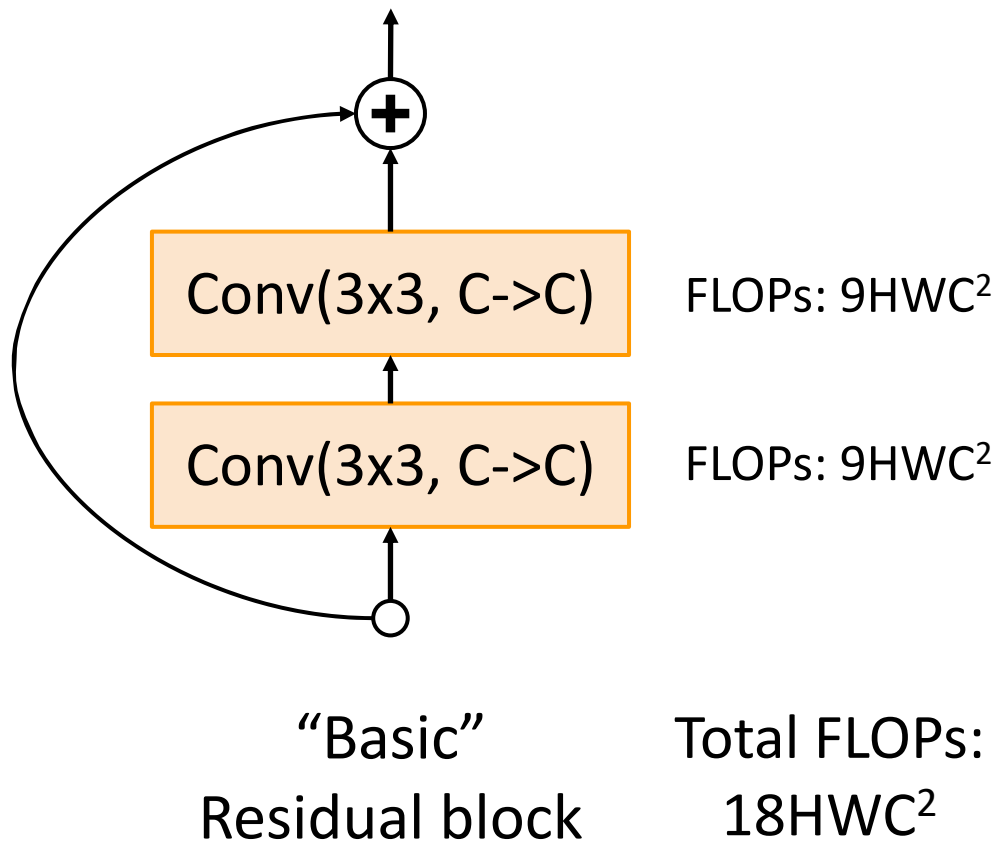 Conv(3x3, C->C)
FLOPs: 9HWC²
Conv(3x3, C->C)
FLOPs: 9HWC²
“Basic”
Residual block
Total FLOPs:
18HWC²